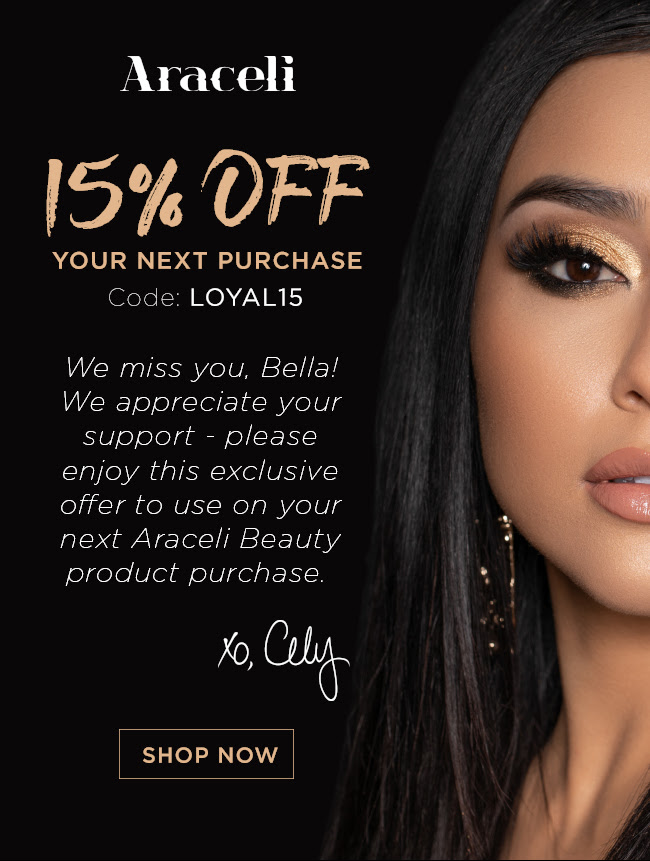 Araceli
15% OFF
YOUR NEXT PURCHASE
Code: LOYAL15
We miss you, Bella!
We appreciate your
support - please
enjoy this exclusive
offer to use on your
next Araceli Beauty
product purchase.
xo, Cely
SHOP NOW